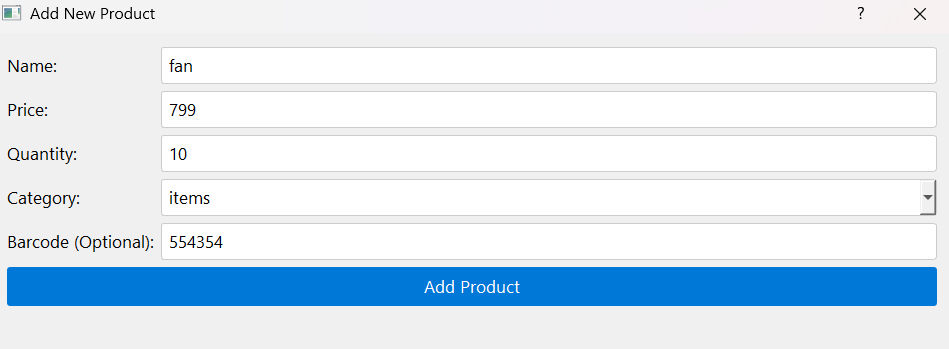 Add New Product ?
Name: fan
Price: 799
Quantity: 10
Category: items
Barcode (Optional): 554354
Add Product